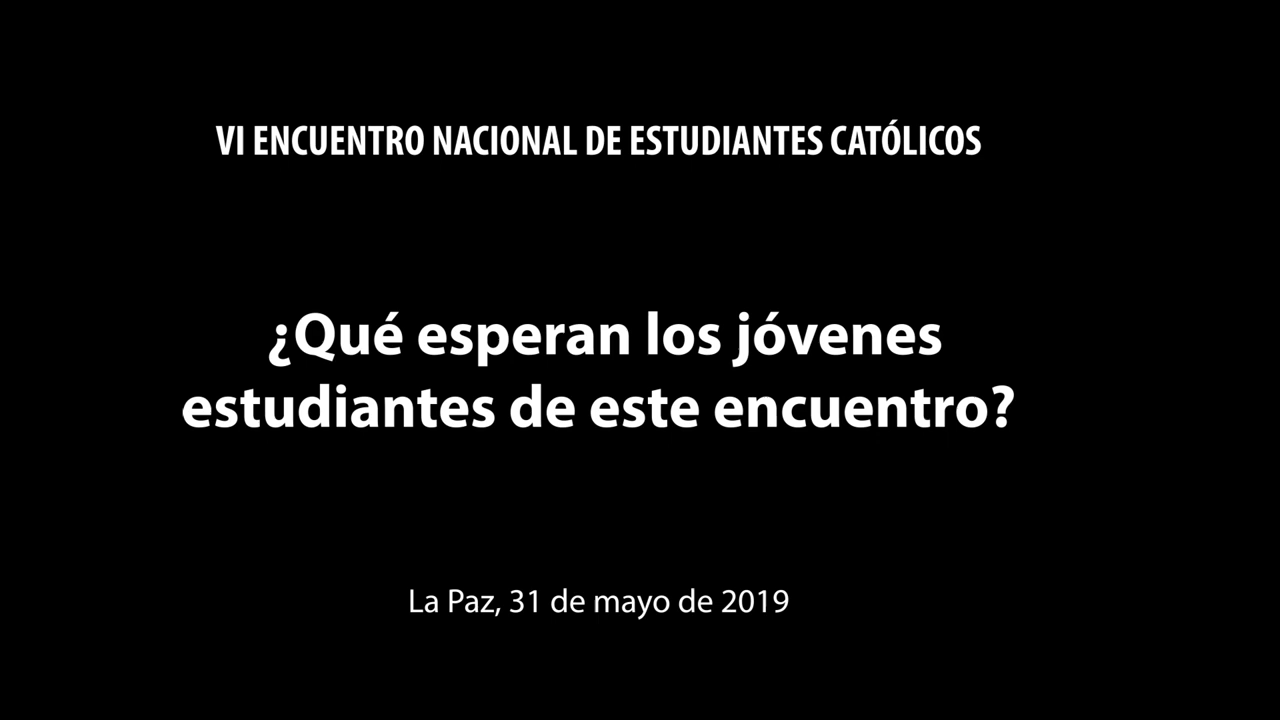 VI ENCUENTRO NACIONAL DE ESTUDIANTES CATÓLICOS
¿Qué esperan los jóvenes
estudiantes de este encuentro?
La Paz, 31 de mayo de 2019